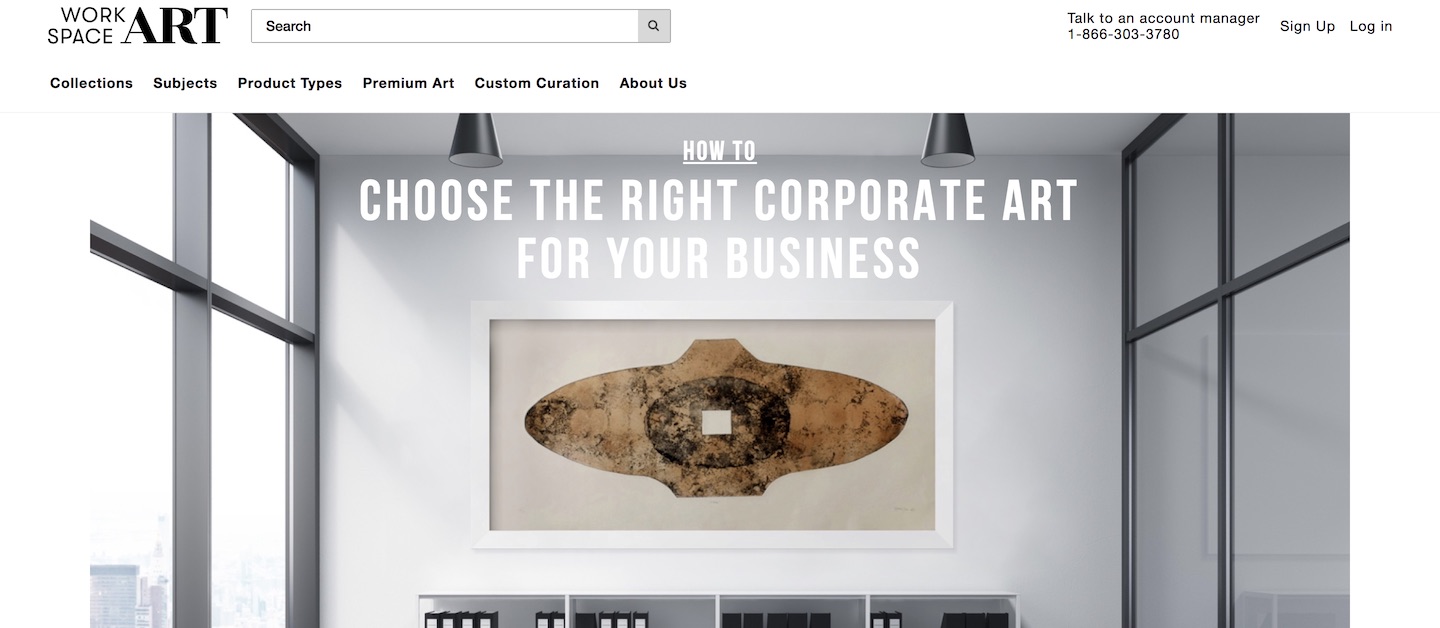 WORK
SPACE ART
Search
Talk to an account manager
1-866-303-3780
Sign Up Log in
Collections Subjects Product Types Premium Art Custom Curation About Us
HOW TO
CHOOSE THE RIGHT CORPORATE ART
FOR YOUR BUSINESS